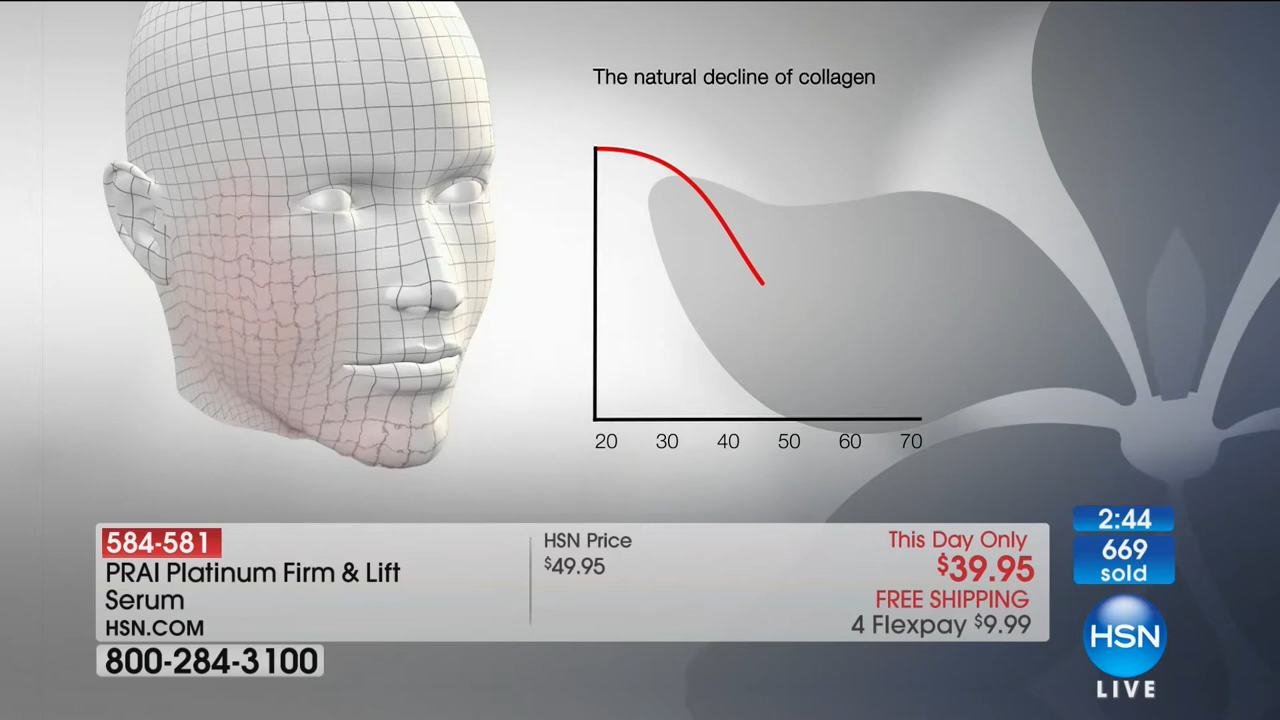 The natural decline of collagen
20 30 40 50 60 70
584-581
PRAI Platinum Firm & Lift
Serum
HSN.COM
800-284-3100
HSN Price
$49.95
This Day Only
$39.95
FREE SHIPPING
4 Flexpay $9.99
2:44
669
sold
HSN
LIVE